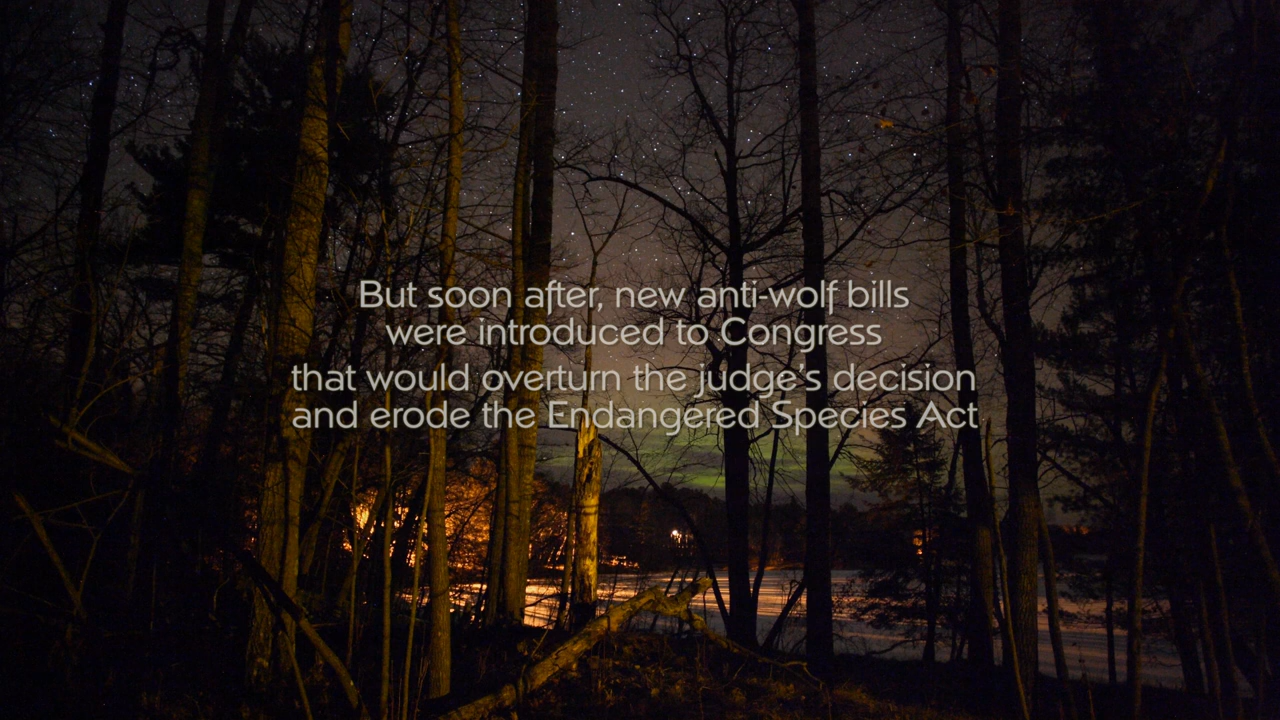 But soon after, new anti-wolf bills
were introduced to Congress
that would overturn the judge's decision
and erode the Endangered Species Act